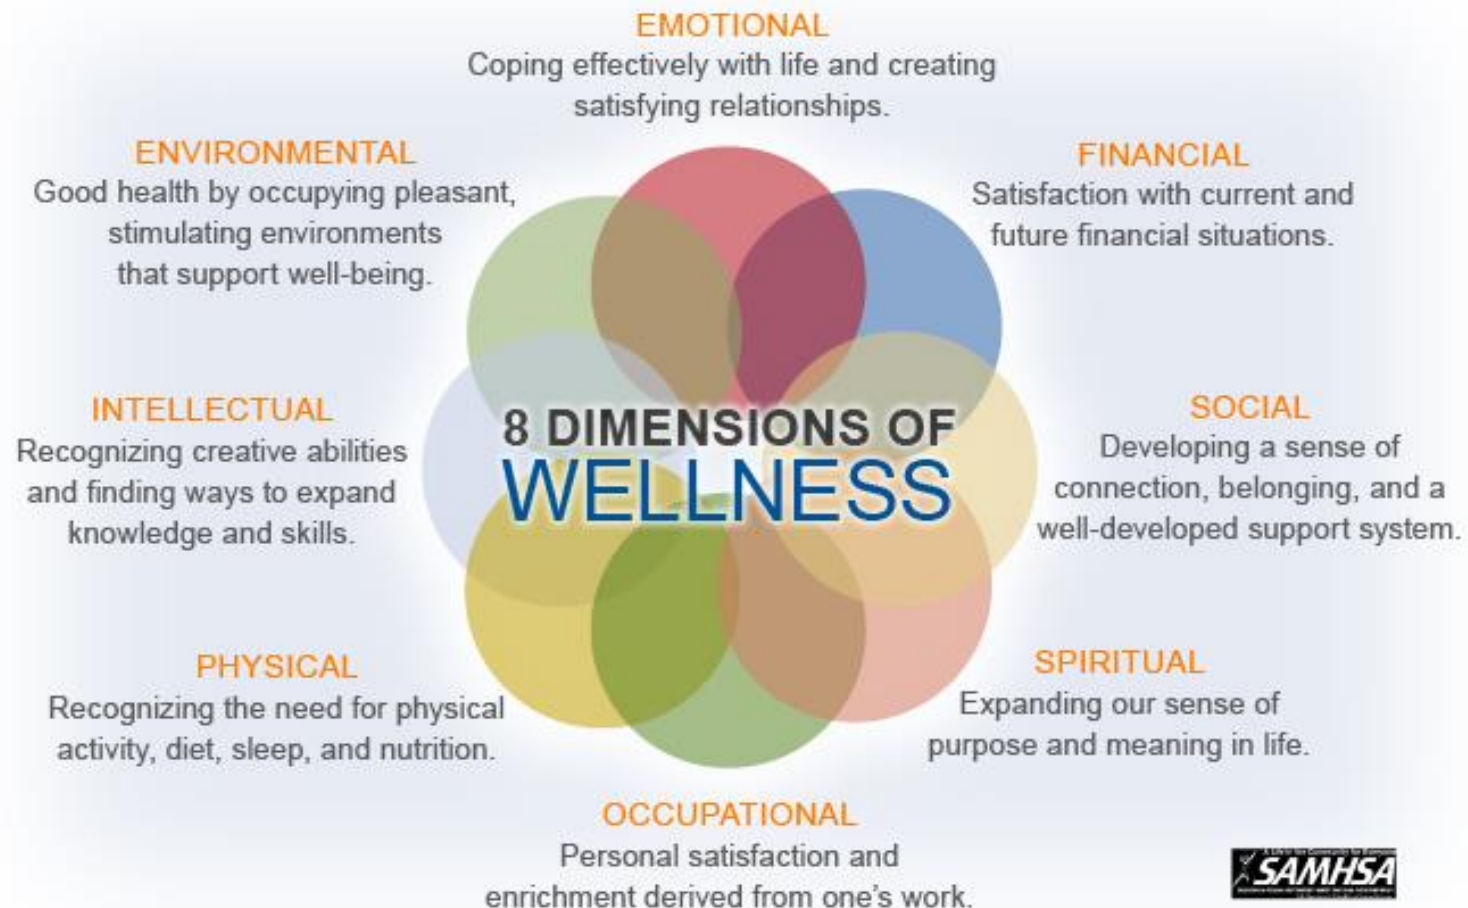 EMOTIONAL
Coping effectively with life and creating
satisfying relationships.
FINANCIAL
Satisfaction with current and
future financial situations.
SOCIAL
Developing a sense of
connection, belonging, and a
well-developed support system.
SPIRITUAL
Expanding our sense of
purpose and meaning in life.
OCCUPATIONAL
Personal satisfaction and
enrichment derived from one's work.
PHYSICAL
Recognizing the need for physical
activity, diet, sleep, and nutrition.
INTELLECTUAL
Recognizing creative abilities
and finding ways to expand
knowledge and skills.
ENVIRONMENTAL
Good health by occupying pleasant,
stimulating environments
that support well-being.
8 DIMENSIONS OF
WELLNESS
SAMHSA